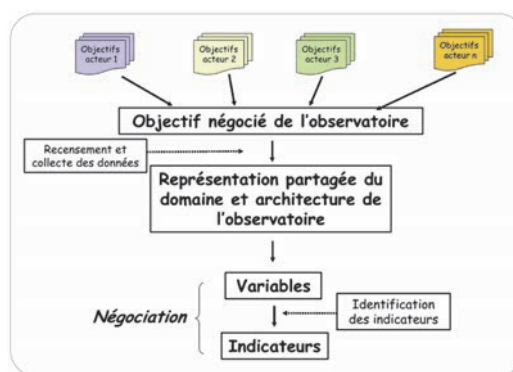 Objectifs
acteur 1
Objectifs
acteur 2
Objectifs
acteur 3
Objectifs
acteur n
Objectif négocié de l'observatoire
Recensement et
collecte des données
Représentation partagée du
domaine et architecture de
l'observatoire
Variables
Négociation
Identification
des indicateurs
Indicateurs